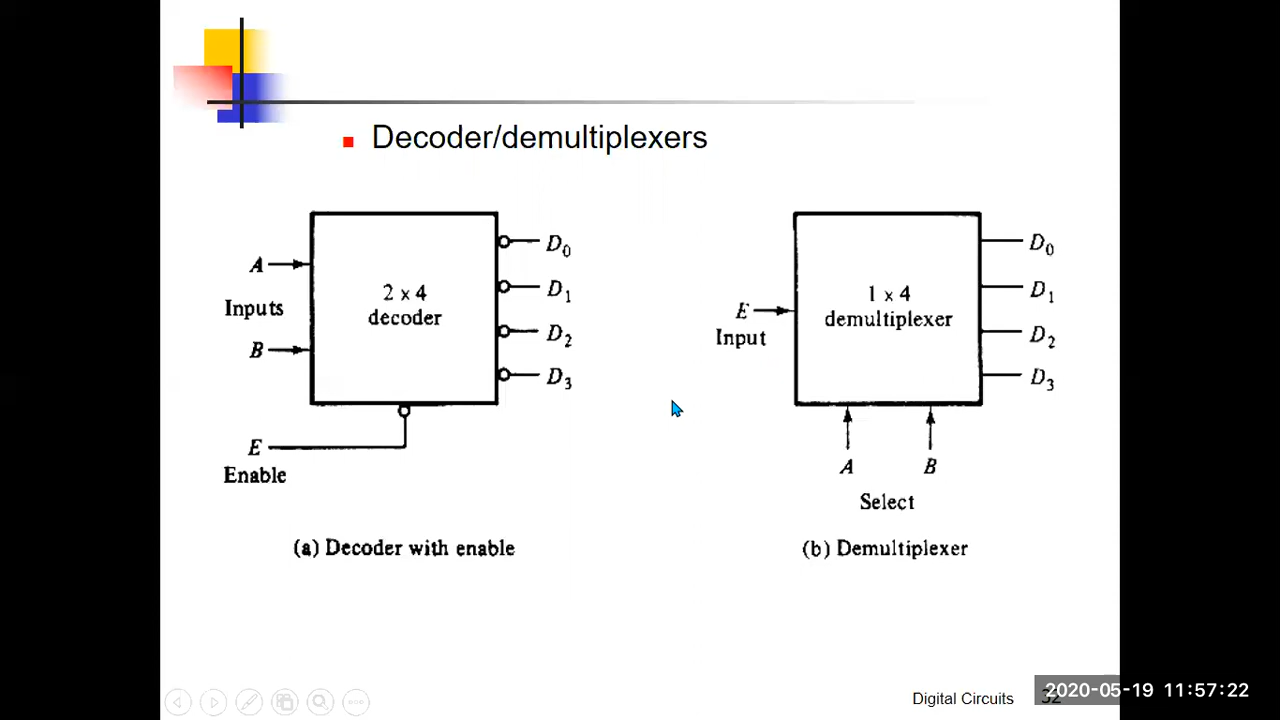 Decoder/demultiplexers
A
Inputs
B
2 x 4
decoder
D0
D1
D2
D3
E
Enable
(a) Decoder with enable
E
Input
1 x 4
demultiplexer
D0
D1
D2
D3
A
B
Select
(b) Demultiplexer
Digital Circuits
2020-05-19 11:57:22